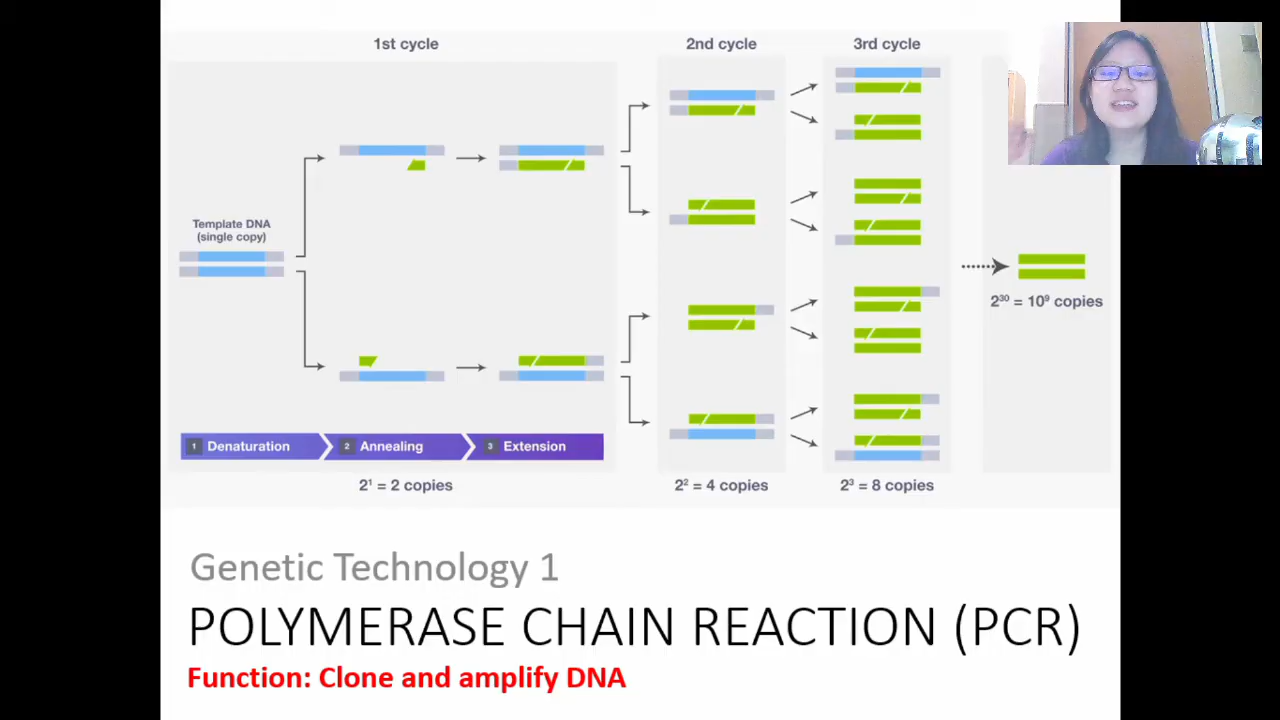 1st cycle
2nd cycle
3rd cycle
Template DNA
(single copy)
1 Denaturation
2 Annealing
3 Extension
2¹ = 2 copies
2² = 4 copies
2³ = 8 copies
2³⁰ = 10⁹ copies
Genetic Technology 1
POLYMERASE CHAIN REACTION (PCR)
Function: Clone and amplify DNA